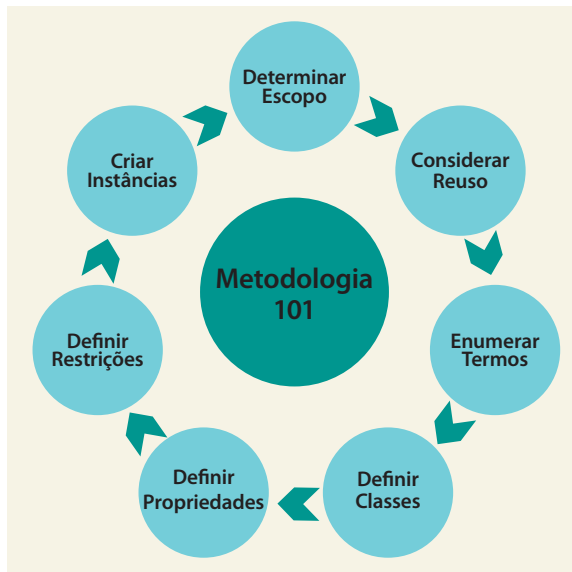 Determinar
Escopo
Considerar
Reuso
Enumerar
Termos
Definir
Classes
Definir
Propriedades
Definir
Restrições
Criar
Instâncias
Metodologia
101